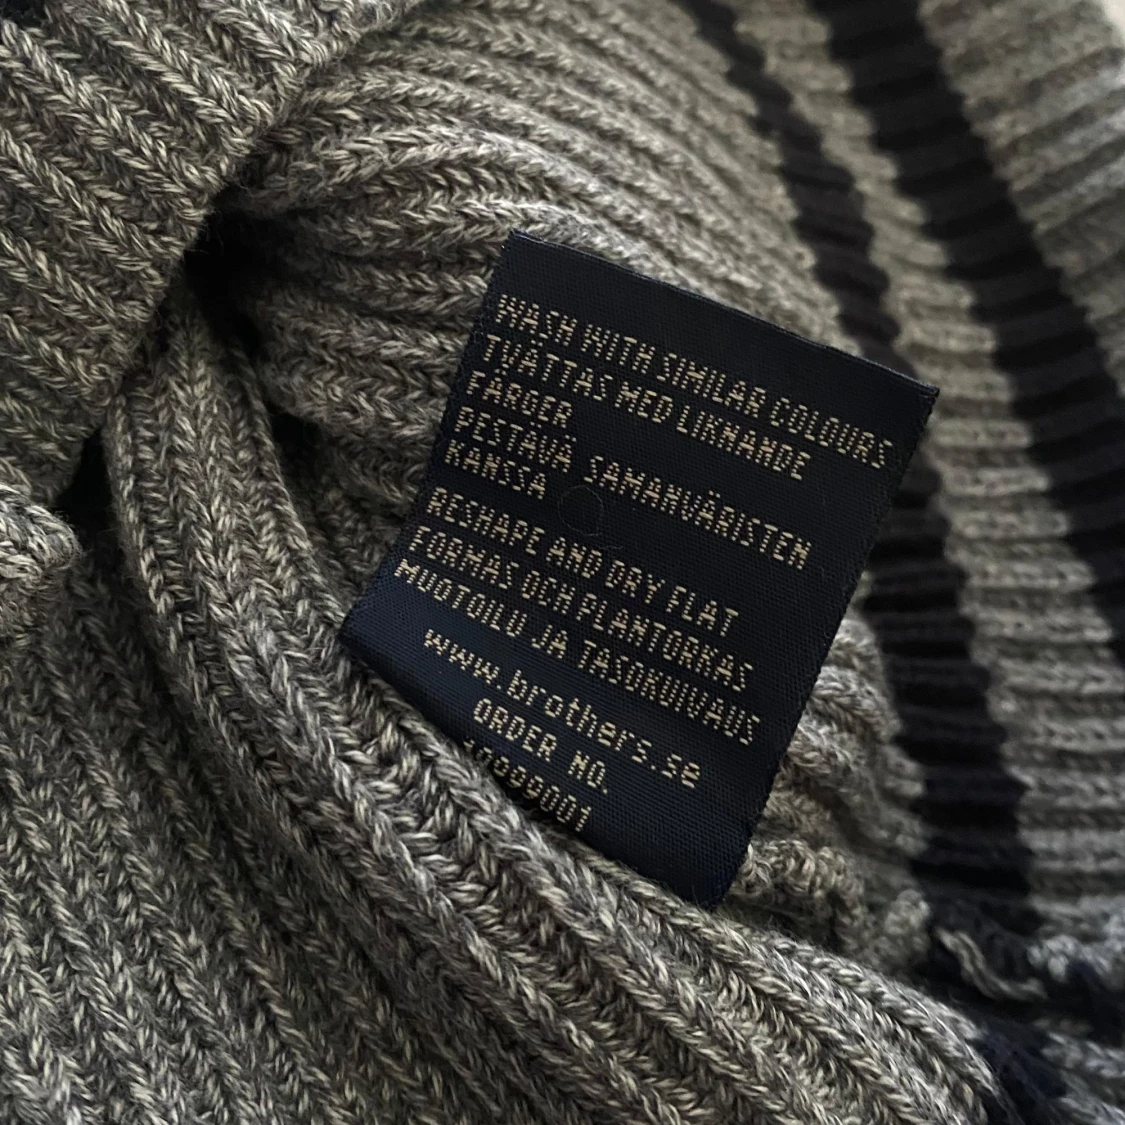 WASH WITH SIMILAR COLOURS
TVÄTTAS MED LIKNANDE
FÄRGER
PESTÄVÄ SAMANVÄRISTEN
KANSSA
RESHAPE AND DRY FLAT
FORMAS OCH PLANTORKAS
MUOTOILU JA TASOKUIVAUS
www.brothers.se
ORDER NO.